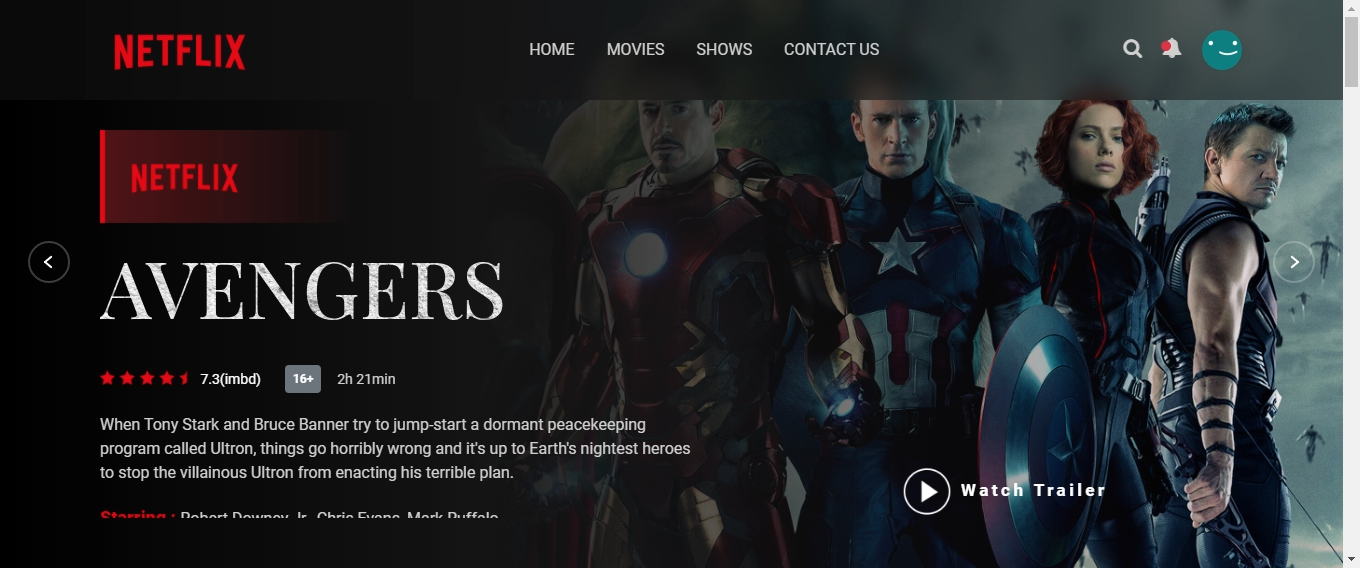 NETFLIX
HOME
MOVIES
SHOWS
CONTACT US
NETFLIX
AVENGERS
7.3(imbd)
16+
2h 21min
When Tony Stark and Bruce Banner try to jump-start a dormant peacekeeping
program called Ultron, things go horribly wrong and it's up to Earth's nightest heroes
to stop the villainous Ultron from enacting his terrible plan.
Watch Trailer
Starring : Robert Downey Jr., Chris Evans, Mark Ruffalo